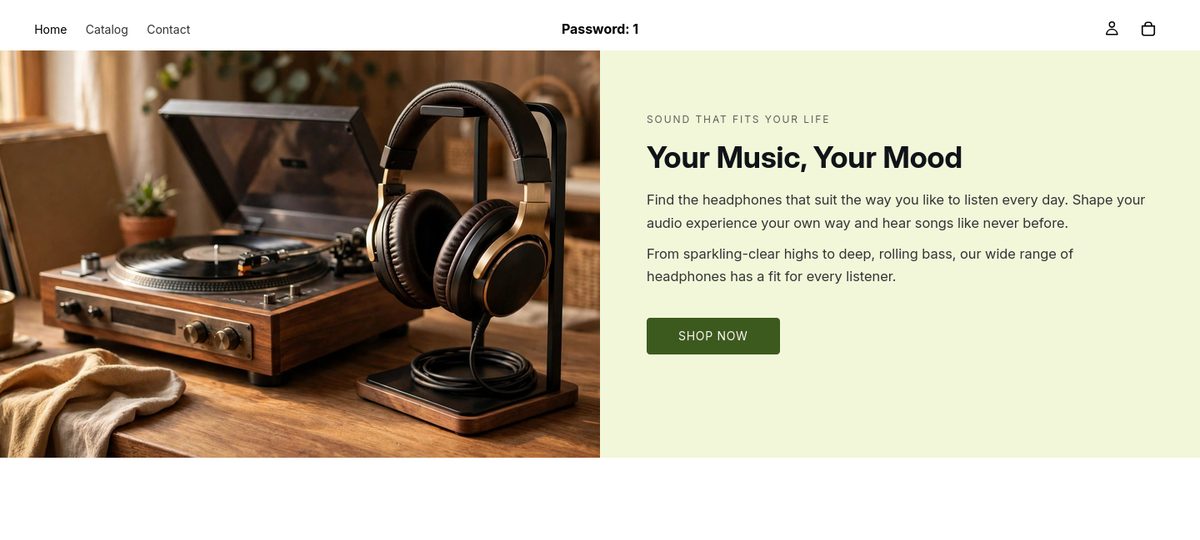 Home Catalog Contact
Password: 1
SOUND THAT FITS YOUR LIFE
Your Music, Your Mood
Find the headphones that suit the way you like to listen every day. Shape your
audio experience your own way and hear songs like never before.
From sparkling-clear highs to deep, rolling bass, our wide range of
headphones has a fit for every listener.
SHOP NOW